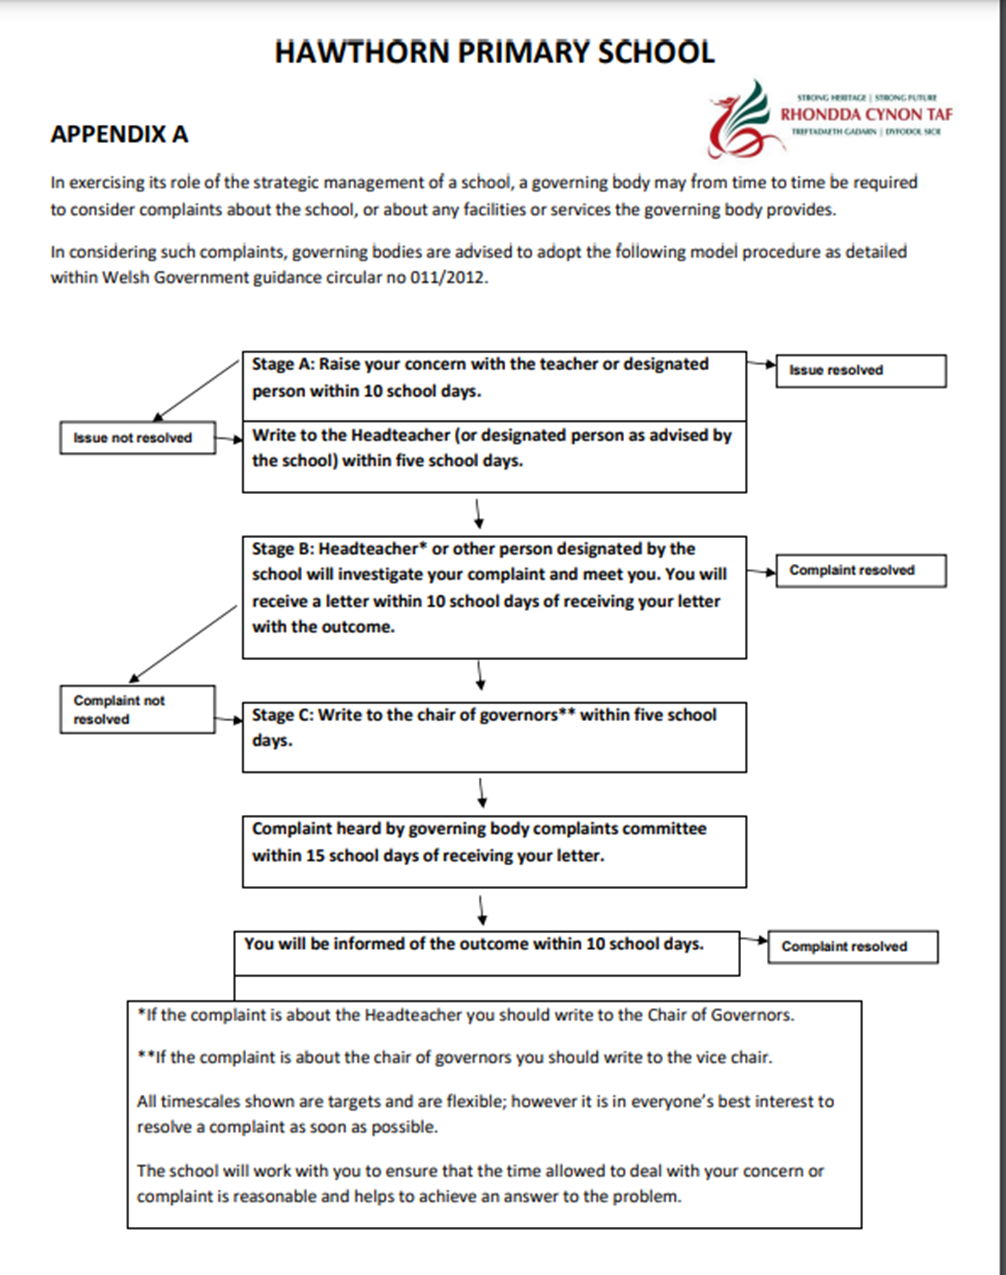 HAWTHORN PRIMARY SCHOOL
STRONG HERITAGE | STRONG FUTURE
RHONDDA CYNON TAF
TREFTADAETH GADARN | DYFODOL SICR
APPENDIX A
In exercising its role of the strategic management of a school, a governing body may from time to time be required
to consider complaints about the school, or about any facilities or services the governing body provides.
In considering such complaints, governing bodies are advised to adopt the following model procedure as detailed
within Welsh Government guidance circular no 011/2012.
Stage A: Raise your concern with the teacher or designated
person within 10 school days.
Issue resolved
Issue not resolved
Write to the Headteacher (or designated person as advised by
the school) within five school days.
Stage B: Headteacher* or other person designated by the
school will investigate your complaint and meet you. You will
receive a letter within 10 school days of receiving your letter
with the outcome.
Complaint resolved
Complaint not
resolved
Stage C: Write to the chair of governors** within five school
days.
Complaint heard by governing body complaints committee
within 15 school days of receiving your letter.
You will be informed of the outcome within 10 school days.
Complaint resolved
*If the complaint is about the Headteacher you should write to the Chair of Governors.
**If the complaint is about the chair of governors you should write to the vice chair.
All timescales shown are targets and are flexible; however it is in everyone's best interest to
resolve a complaint as soon as possible.
The school will work with you to ensure that the time allowed to deal with your concern or
complaint is reasonable and helps to achieve an answer to the problem.